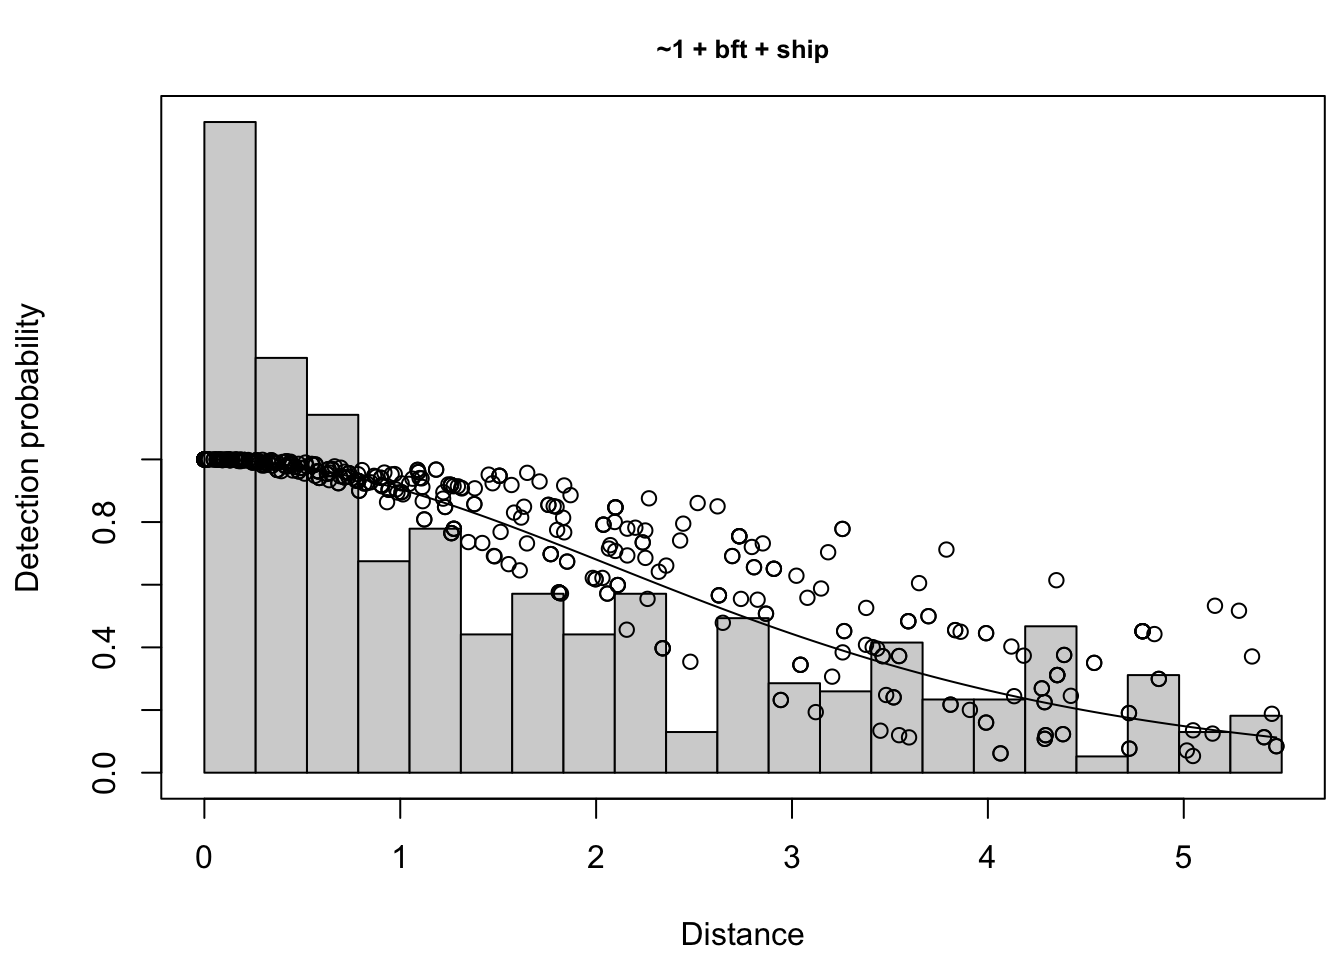 ~1 + bft + ship
Detection probability
0.8
0.4
0.0
0 1 2 3 4 5
Distance